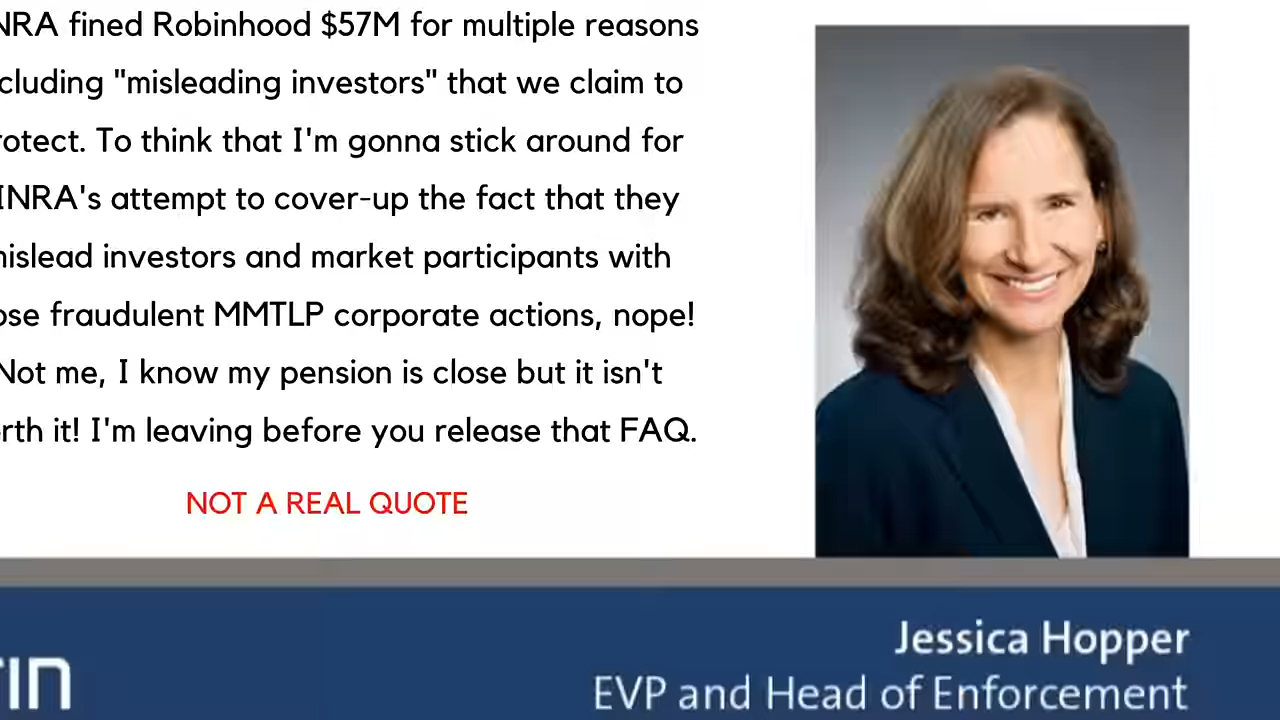 NRA fined Robinhood $57M for multiple reasons
cluding "misleading investors" that we claim to
rotect. To think that I'm gonna stick around for
INRA's attempt to cover-up the fact that they
mislead investors and market participants with
ose fraudulent MMTLP corporate actions, nope!
Not me, I know my pension is close but it isn't
rth it! I'm leaving before you release that FAQ.
NOT A REAL QUOTE
Jessica Hopper
EVP and Head of Enforcement